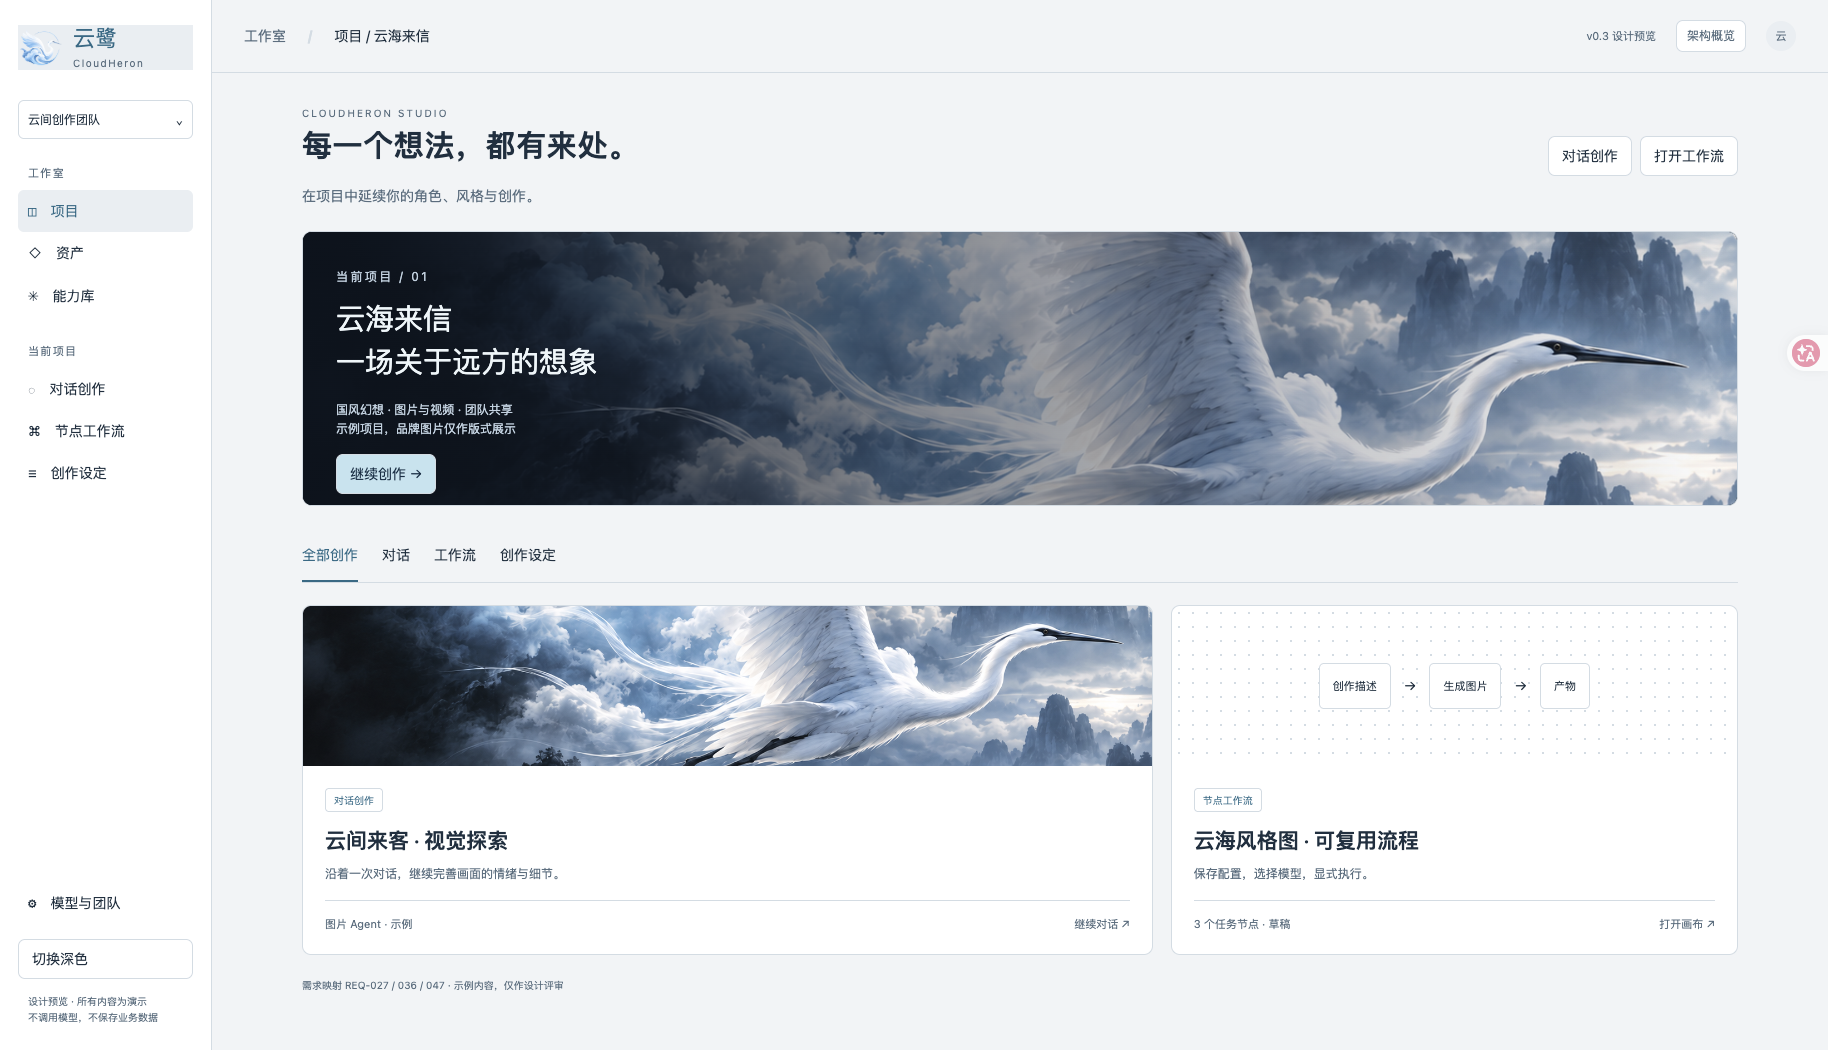 云鹭
CloudHeron
云间创作团队
工作室
项目
资产
能力库
当前项目
对话创作
节点工作流
创作设定
模型与团队
切换深色
设计预览 · 所有内容为演示
不调用模型，不保存业务数据
工作室 / 项目 / 云海来信
v0.3 设计预览
架构概览
云
CLOUDHERON STUDIO
每一个想法，都有来处。
在项目中延续你的角色、风格与创作。
对话创作
打开工作流
当前项目 / 01
云海来信
一场关于远方的想象
国风幻想 · 图片与视频 · 团队共享
示例项目，品牌图片仅作版式展示
继续创作 →
全部创作
对话
工作流
创作设定
对话创作
云间来客 · 视觉探索
沿着一次对话，继续完善画面的情绪与细节。
图片 Agent · 示例
继续对话 ↗
创作描述 → 生成图片 → 产物
节点工作流
云海风格图 · 可复用流程
保存配置，选择模型，显式执行。
3 个任务节点 · 草稿
打开画布 ↗
需求映射 REQ-027 / 036 / 047 · 示例内容，仅作设计评审